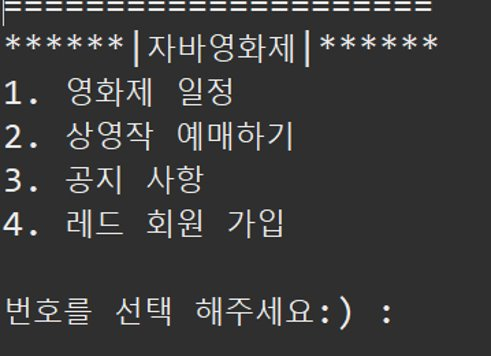 =====================
******|자바영화제|******
1. 영화제 일정
2. 상영작 예매하기
3. 공지 사항
4. 레드 회원 가입
번호를 선택 해주세요:) :